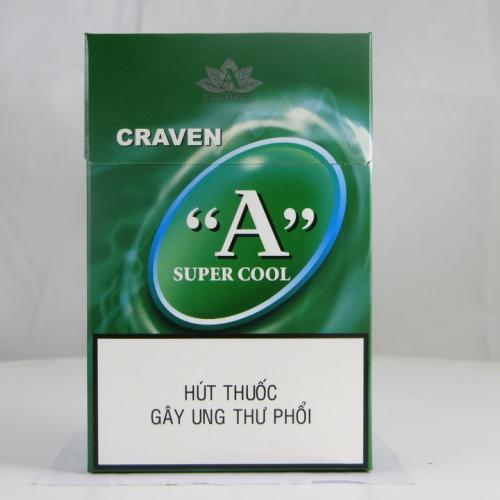 CRAVEN
“A”
SUPER COOL
HÚT THUỐC
GÂY UNG THƯ PHỔI